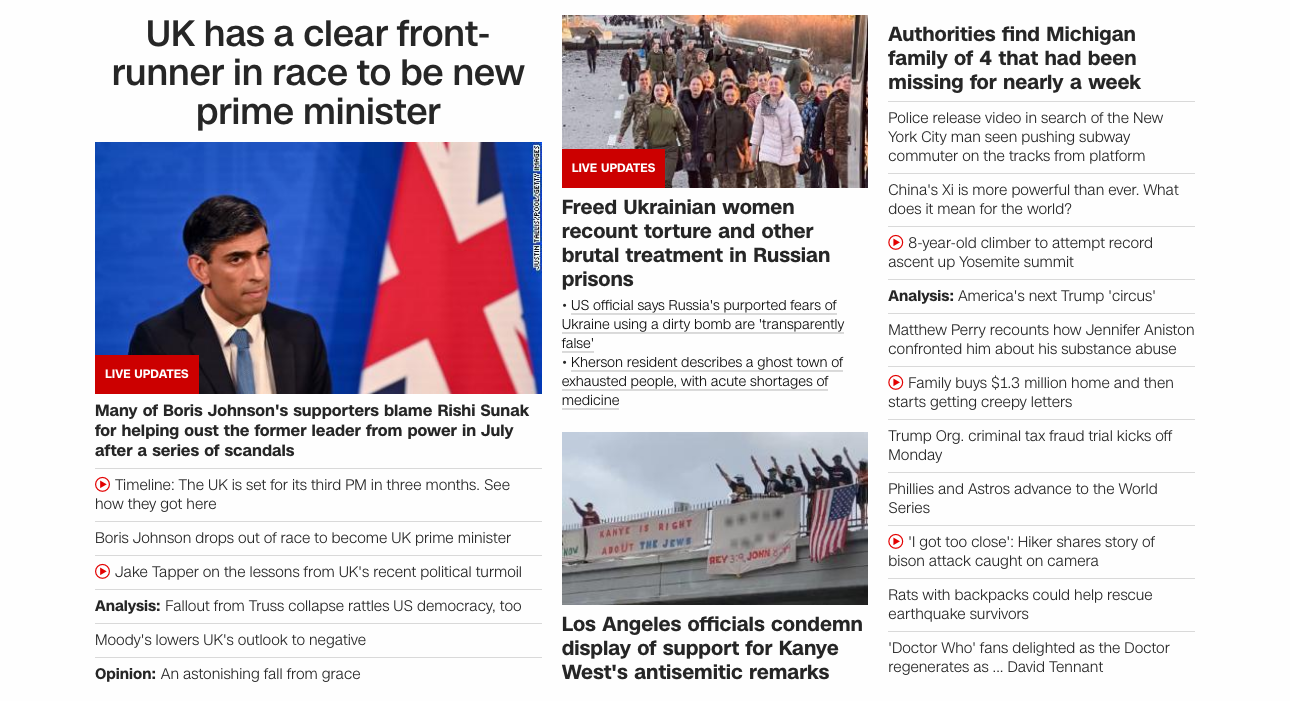 UK has a clear front-
runner in race to be new
prime minister
JUSTIN TALLIS/POOL/GETTY IMAGES
LIVE UPDATES
Many of Boris Johnson's supporters blame Rishi Sunak
for helping oust the former leader from power in July
after a series of scandals
Timeline: The UK is set for its third PM in three months. See
how they got here
Boris Johnson drops out of race to become UK prime minister
Jake Tapper on the lessons from UK's recent political turmoil
Analysis: Fallout from Truss collapse rattles US democracy, too
Moody's lowers UK's outlook to negative
Opinion: An astonishing fall from grace
LIVE UPDATES
Freed Ukrainian women
recount torture and other
brutal treatment in Russian
prisons
• US official says Russia's purported fears of
Ukraine using a dirty bomb are 'transparently
false'
• Kherson resident describes a ghost town of
exhausted people, with acute shortages of
medicine
NOW
KANYE IS RIGHT
ABOUT THE JEWS
REV 3:9 JOHN
Los Angeles officials condemn
display of support for Kanye
West's antisemitic remarks
Authorities find Michigan
family of 4 that had been
missing for nearly a week
Police release video in search of the New
York City man seen pushing subway
commuter on the tracks from platform
China's Xi is more powerful than ever. What
does it mean for the world?
8-year-old climber to attempt record
ascent up Yosemite summit
Analysis: America's next Trump 'circus'
Matthew Perry recounts how Jennifer Aniston
confronted him about his substance abuse
Family buys $1.3 million home and then
starts getting creepy letters
Trump Org. criminal tax fraud trial kicks off
Monday
Phillies and Astros advance to the World
Series
'I got too close': Hiker shares story of
bison attack caught on camera
Rats with backpacks could help rescue
earthquake survivors
'Doctor Who' fans delighted as the Doctor
regenerates as ... David Tennant